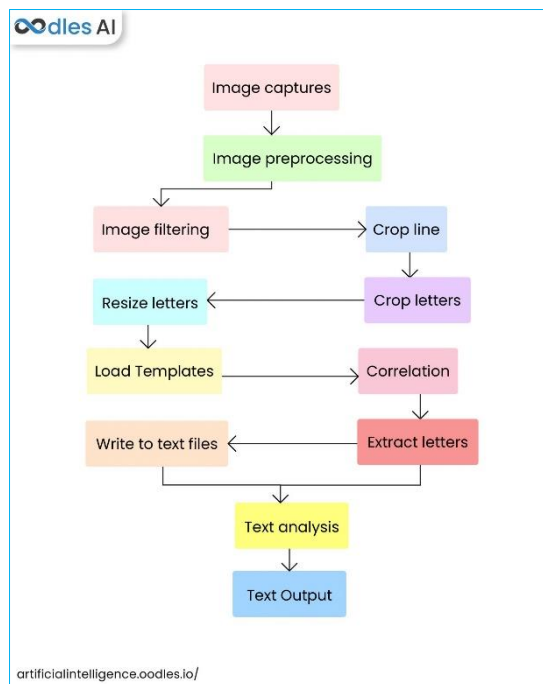 oodles AI
Image captures
Image preprocessing
Image filtering
Crop line
Resize letters
Crop letters
Load Templates
Correlation
Write to text files
Extract letters
Text analysis
Text Output
artificialintelligence.oodles.io/